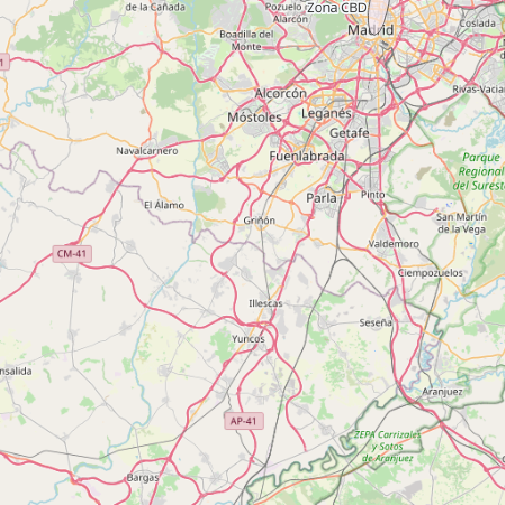 de la Cañada
Pozuelo
Alarcón
Zona CBD
Madrid
Coslada
Boadilla del
Monte
Alcorcón
Rivas-Vacia
Móstoles
Leganés
Getafe
Navalcarnero
Fuenlabrada
Parque
Regional
del Sureste
El Álamo
Parla
Pinto
Griñón
San Martín
de la Vega
Valdemoro
CM-41
Ciempozuelos
Illescas
Seseña
Yuncos
nsalida
Aranjuez
AP-41
ZEPA Carrizales
y Sotos
de Aranjuez
Bargas